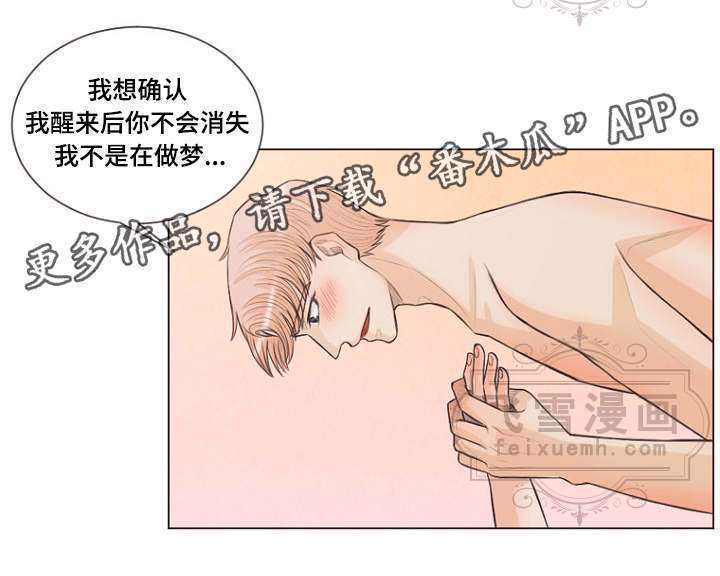 我想确认
我醒来后你不会消失
我不是在做梦...
更多作品，请下载“番木瓜”APP。
飞雪漫画
feixuemh.com